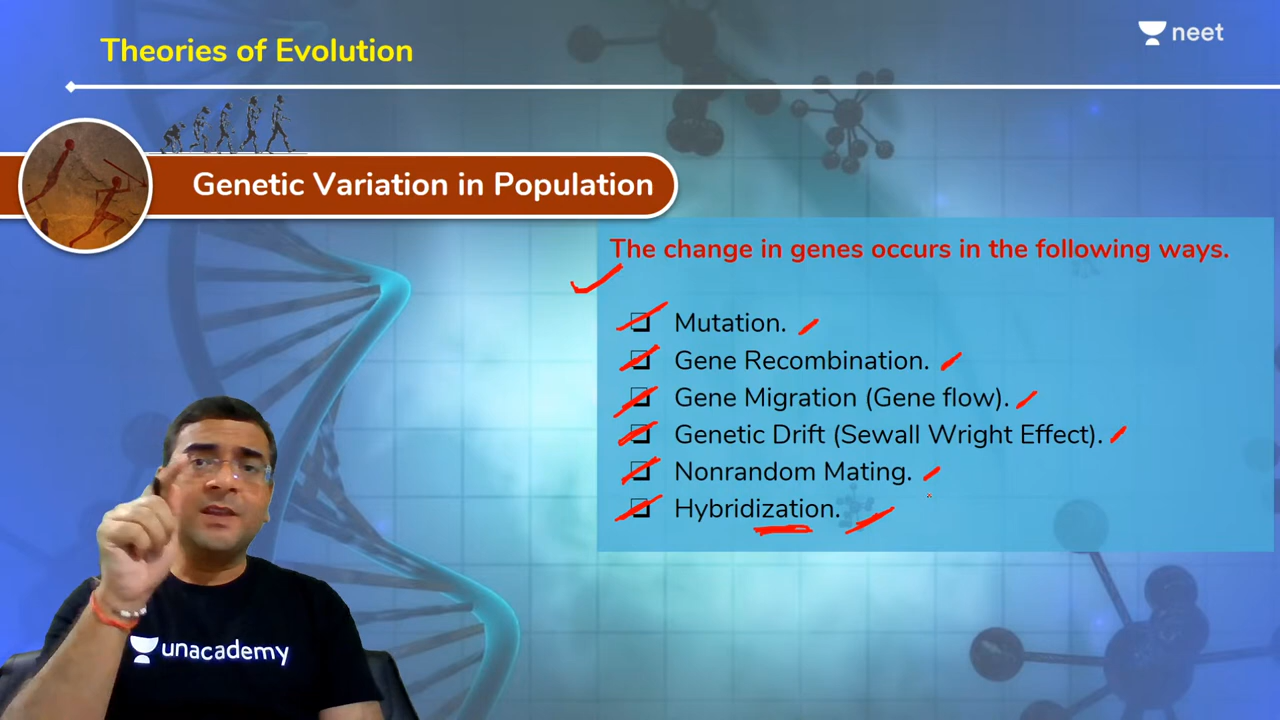 Theories of Evolution
neet
Genetic Variation in Population
The change in genes occurs in the following ways.
Mutation.
Gene Recombination.
Gene Migration (Gene flow).
Genetic Drift (Sewall Wright Effect).
Nonrandom Mating.
Hybridization.
unacademy